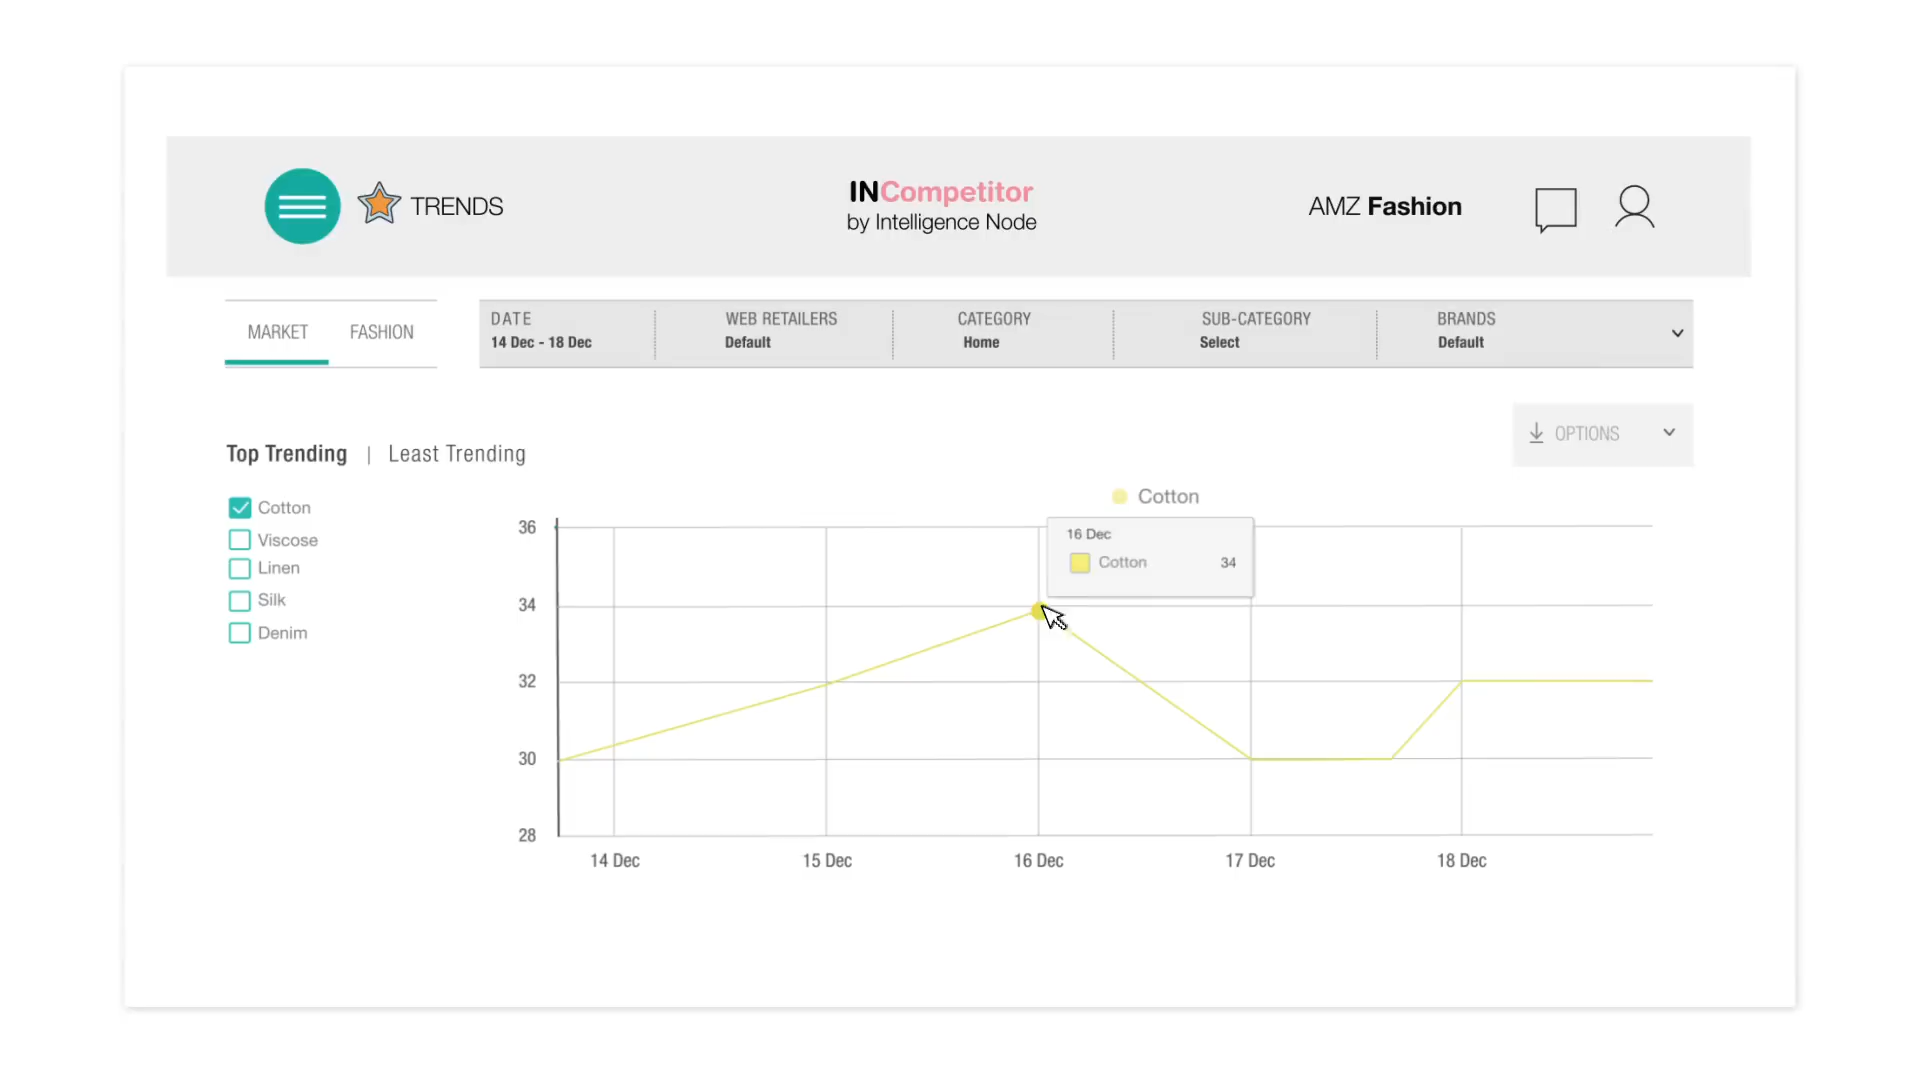 TRENDS
INCompetitor
by Intelligence Node
AMZ Fashion
MARKET
FASHION
DATE
14 Dec - 18 Dec
WEB RETAILERS
Default
CATEGORY
Home
SUB-CATEGORY
Select
BRANDS
Default
OPTIONS
Top Trending | Least Trending
Cotton
Viscose
Linen
Silk
Denim
Cotton
16 Dec
Cotton 34
36
34
32
30
28
14 Dec
15 Dec
16 Dec
17 Dec
18 Dec